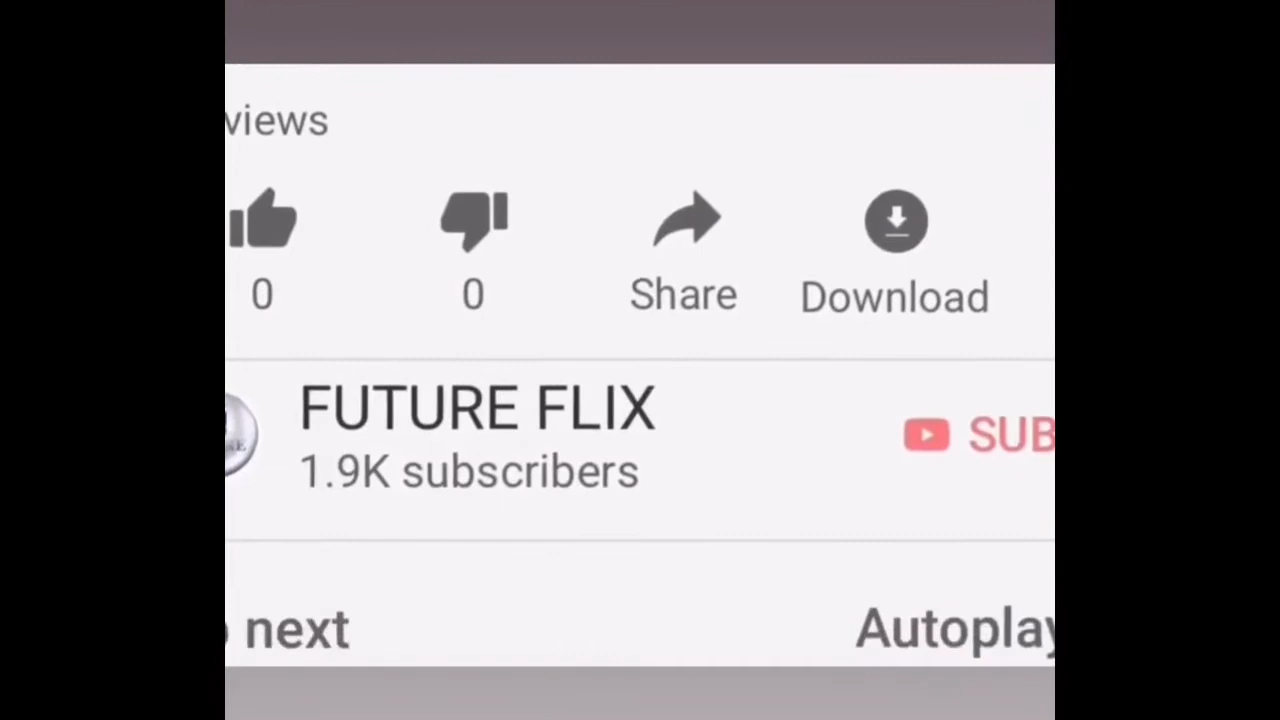 views
0 0 Share Download
FUTURE FLIX
1.9K subscribers
SUB
next Autoplay